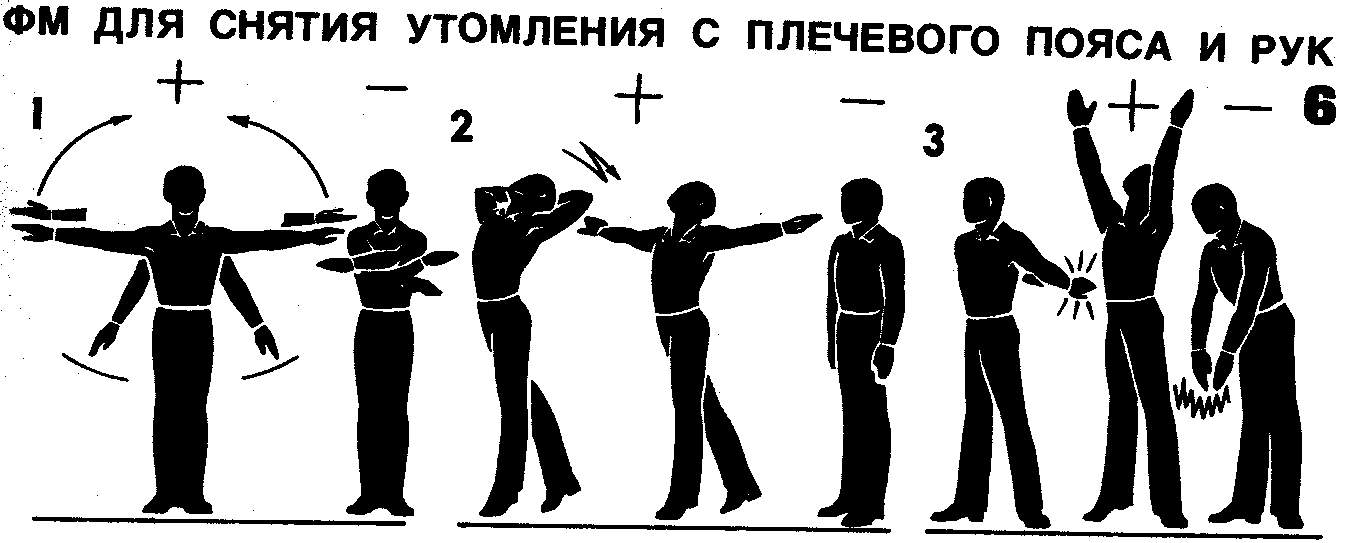 ФМ ДЛЯ СНЯТИЯ УТОМЛЕНИЯ С ПЛЕЧЕВОГО ПОЯСА И РУК
+ − + − + − 6
1 2 3